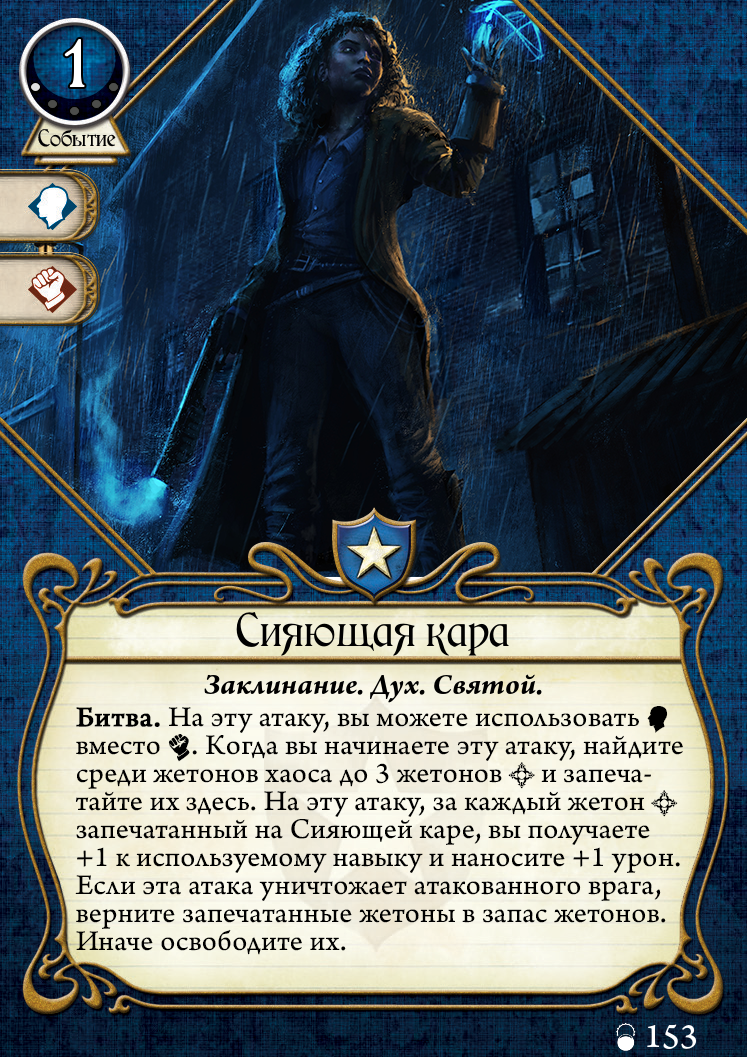 1
Событие
Сияющая кара
Заклинание. Дух. Святой.
Битва. На эту атаку, вы можете использовать
вместо . Когда вы начинаете эту атаку, найдите
среди жетонов хаоса до 3 жетонов и запеча-
тайте их здесь. На эту атаку, за каждый жетон
запечатанный на Сияющей каре, вы получаете
+1 к используемому навыку и наносите +1 урон.
Если эта атака уничтожает атакованного врага,
верните запечатанные жетоны в запас жетонов.
Иначе освободите их.
153